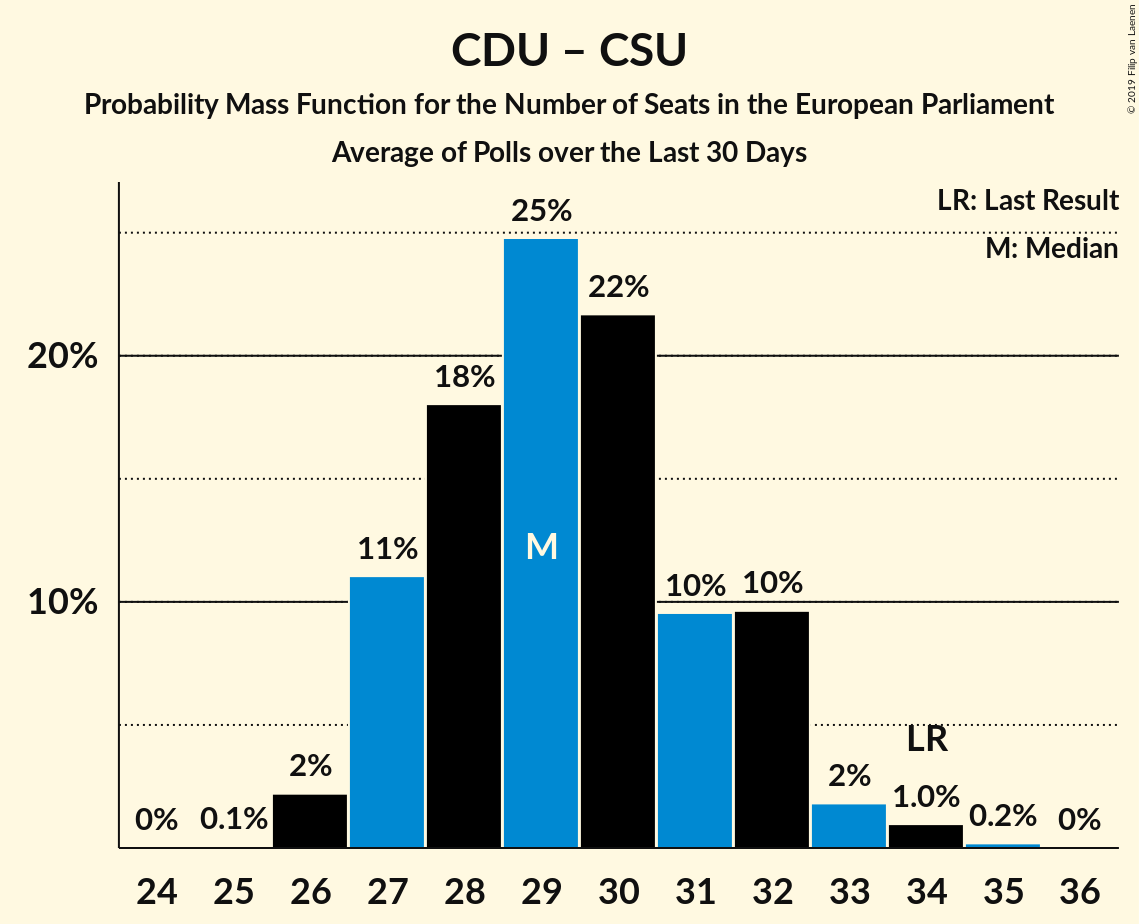 CDU – CSU
Probability Mass Function for the Number of Seats in the European Parliament
Average of Polls over the Last 30 Days
© 2019 Filip van Laenen
LR: Last Result
M: Median
25%
22%
20%
18%
11%
M
10%
10%
10%
LR
2%
2%
1.0%
0%
0.1%
0.2%
0%
24 25 26 27 28 29 30 31 32 33 34 35 36